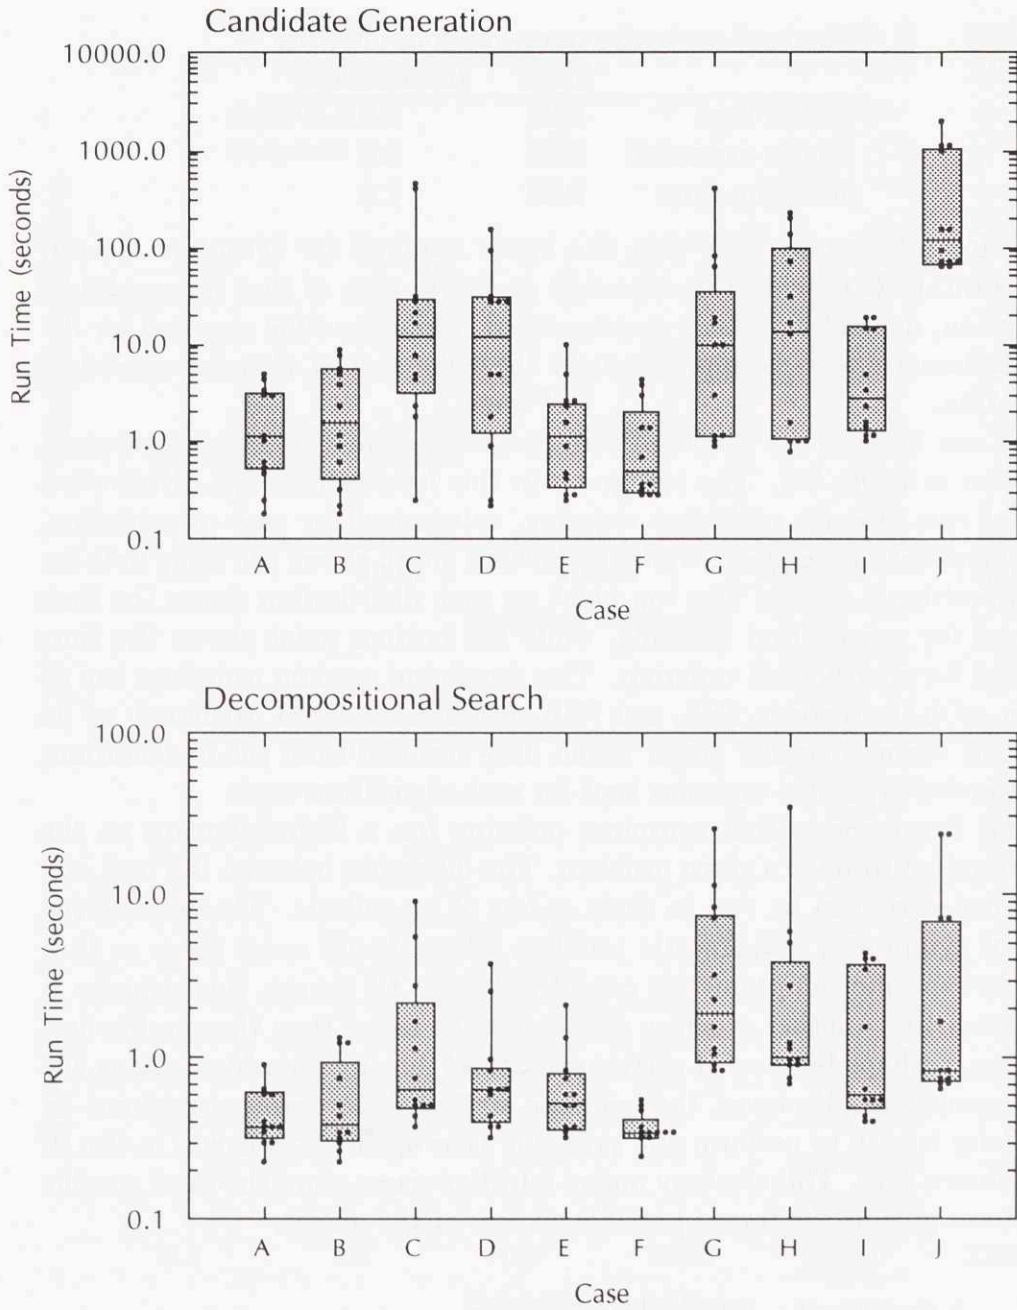 Candidate Generation
10000.0
1000.0
100.0
10.0
1.0
0.1
Run Time (seconds)
A B C D E F G H I J
Case
Decompositional Search
100.0
10.0
1.0
0.1
Run Time (seconds)
A B C D E F G H I J
Case